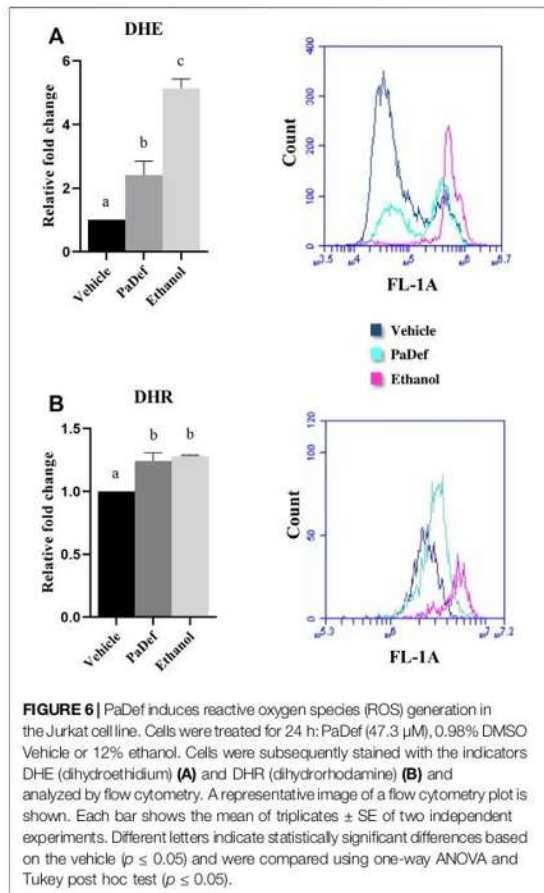 A
DHE
Relative fold change
6
4
2
0
a
b
c
Vehicle
PaDef
Ethanol
Count
400
300
200
100
0
FL-1A
Vehicle
PaDef
Ethanol
B
DHR
Relative fold change
1.5
1.0
0.5
0.0
a
b
b
Vehicle
PaDef
Ethanol
Count
120
100
50
0
FL-1A
FIGURE 6 | PaDef induces reactive oxygen species (ROS) generation in
the Jurkat cell line. Cells were treated for 24 h: PaDef (47.3 µM), 0.98% DMSO
Vehicle or 12% ethanol. Cells were subsequently stained with the indicators
DHE (dihydroethidium) (A) and DHR (dihydrorhodamine) (B) and
analyzed by flow cytometry. A representative image of a flow cytometry plot is
shown. Each bar shows the mean of triplicates ± SE of two independent
experiments. Different letters indicate statistically significant differences based
on the vehicle (p ≤ 0.05) and were compared using one-way ANOVA and
Tukey post hoc test (p ≤ 0.05).